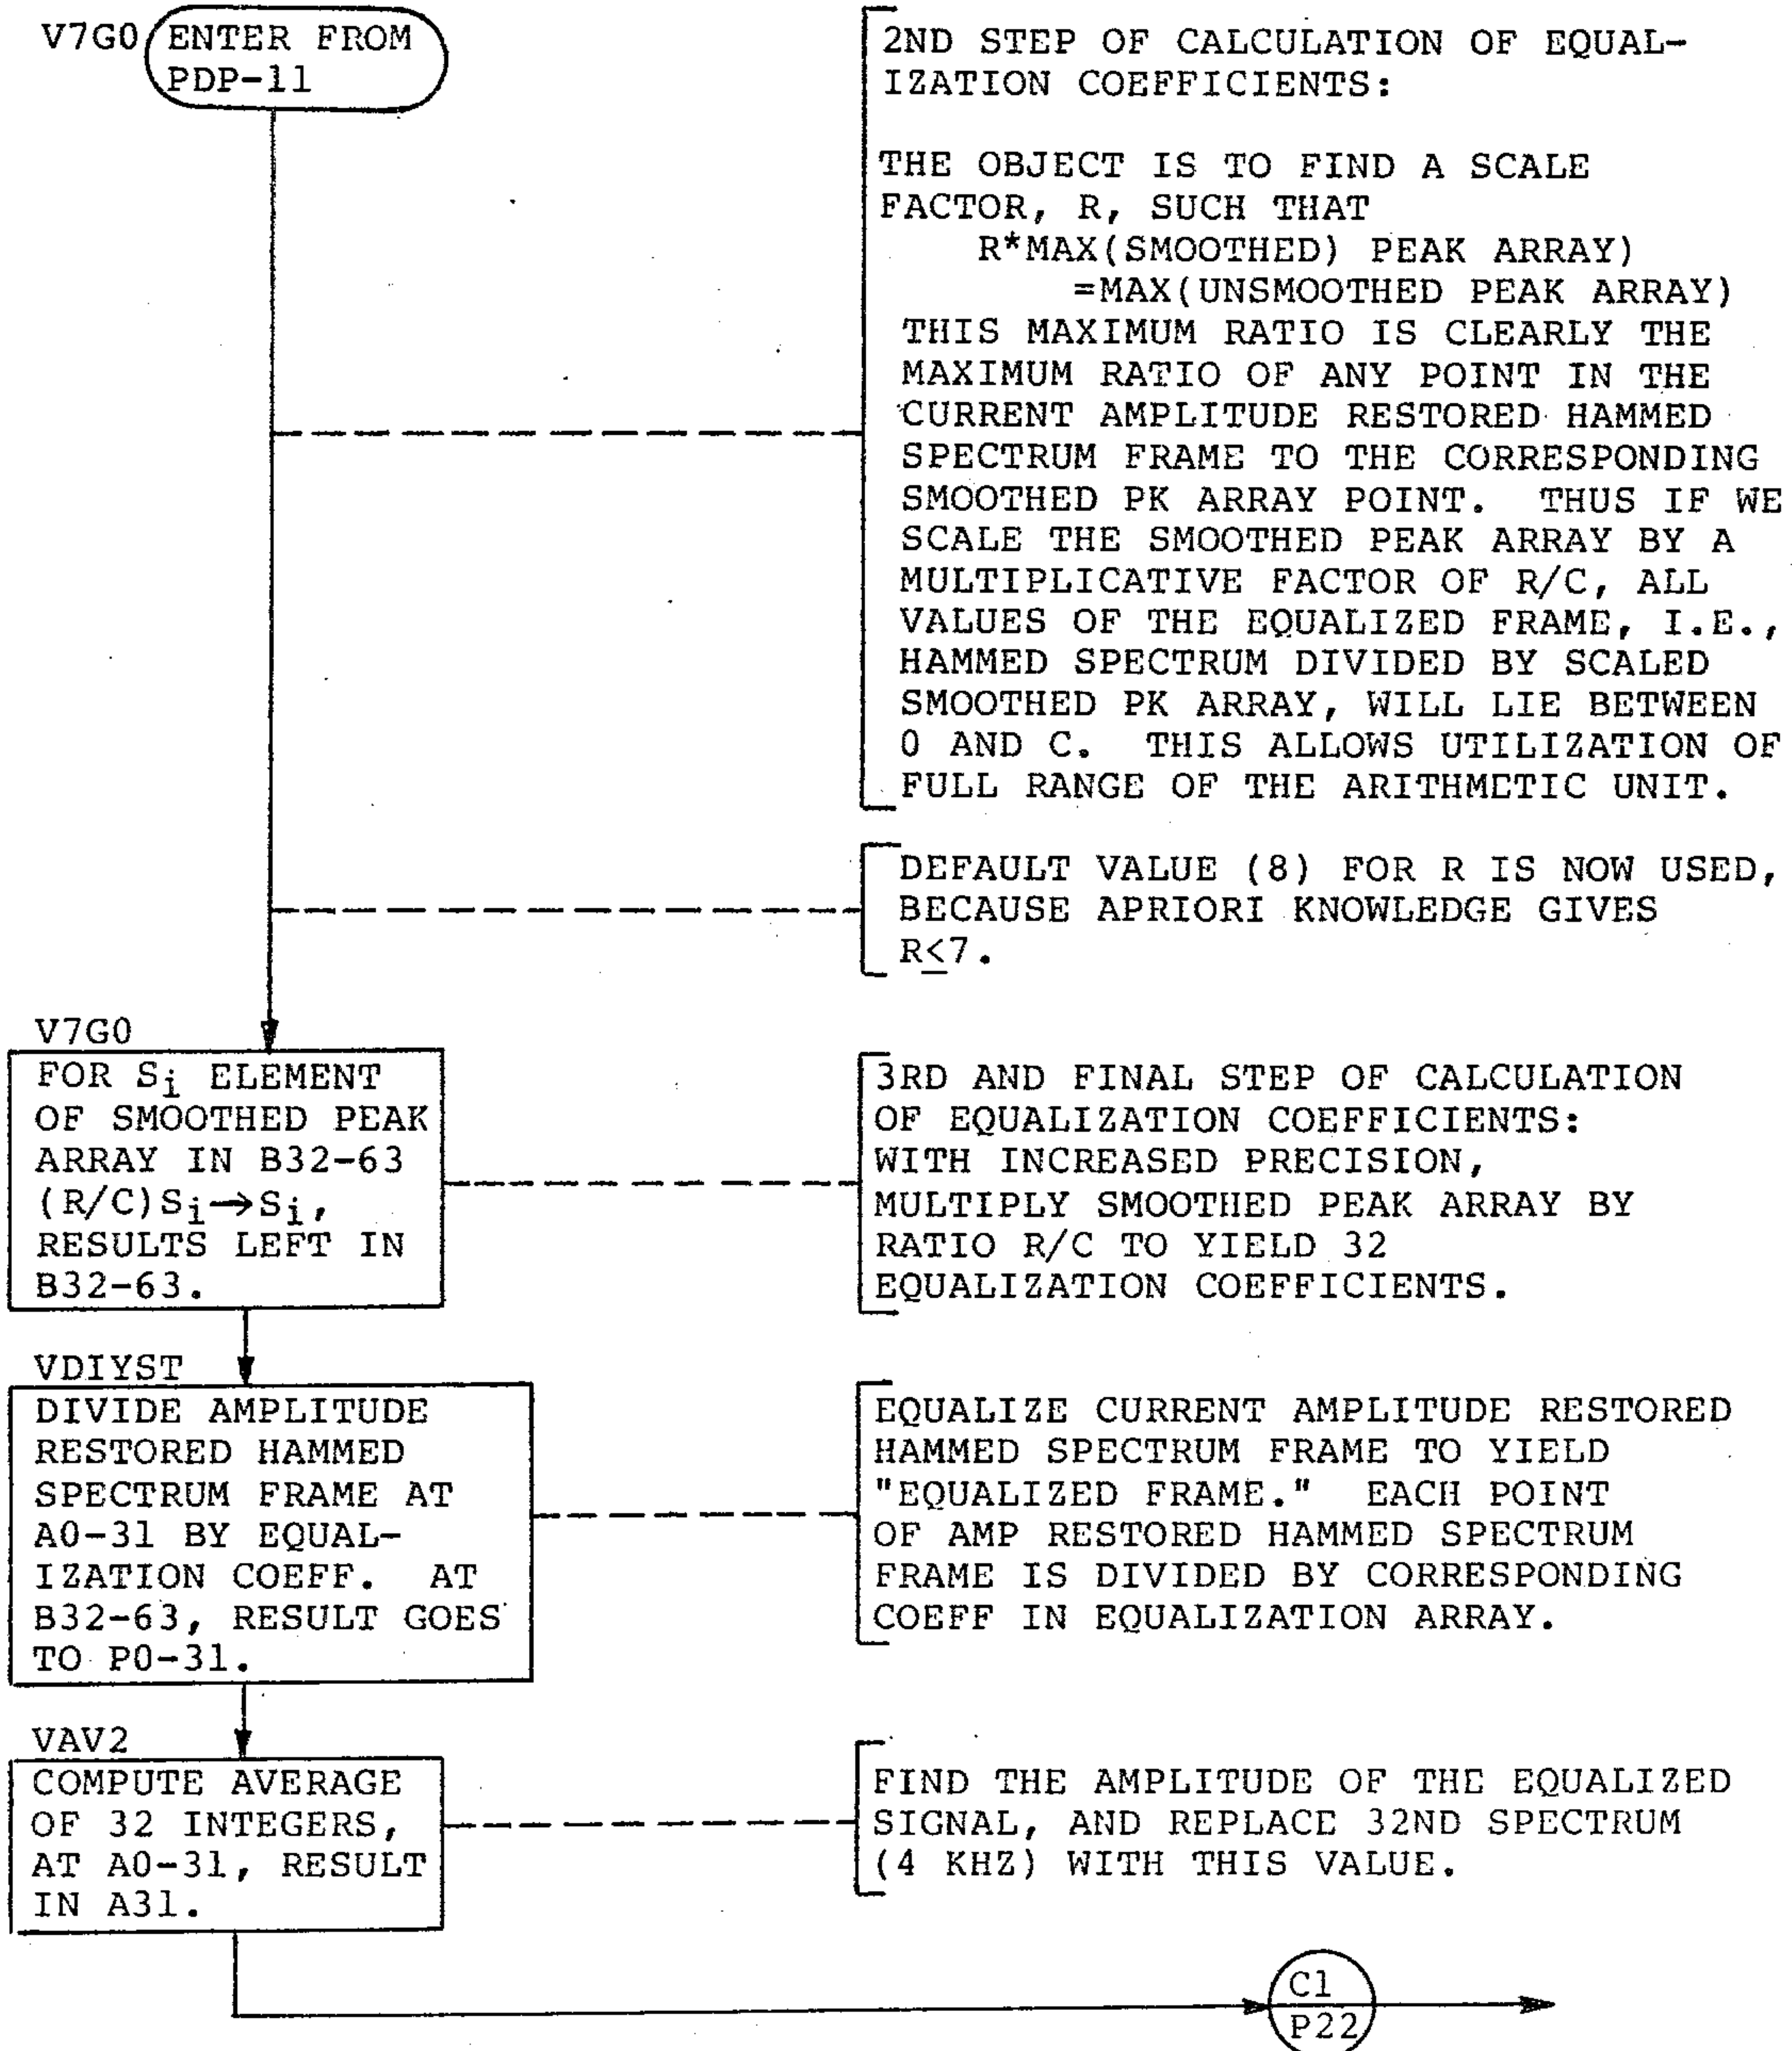 V7G0 ENTER FROM
PDP-11
2ND STEP OF CALCULATION OF EQUAL-
IZATION COEFFICIENTS:
THE OBJECT IS TO FIND A SCALE
FACTOR, R, SUCH THAT
R*MAX(SMOOTHED) PEAK ARRAY)
=MAX(UNSMOOTHED PEAK ARRAY)
THIS MAXIMUM RATIO IS CLEARLY THE
MAXIMUM RATIO OF ANY POINT IN THE
CURRENT AMPLITUDE RESTORED HAMMED
SPECTRUM FRAME TO THE CORRESPONDING
SMOOTHED PK ARRAY POINT. THUS IF WE
SCALE THE SMOOTHED PEAK ARRAY BY A
MULTIPLICATIVE FACTOR OF R/C, ALL
VALUES OF THE EQUALIZED FRAME, I.E.,
HAMMED SPECTRUM DIVIDED BY SCALED
SMOOTHED PK ARRAY, WILL LIE BETWEEN
0 AND C. THIS ALLOWS UTILIZATION OF
FULL RANGE OF THE ARITHMETIC UNIT.
DEFAULT VALUE (8) FOR R IS NOW USED,
BECAUSE APRIORI KNOWLEDGE GIVES
R≤7.
V7G0
FOR Si ELEMENT
OF SMOOTHED PEAK
ARRAY IN B32-63
(R/C)Si→Si,
RESULTS LEFT IN
B32-63.
3RD AND FINAL STEP OF CALCULATION
OF EQUALIZATION COEFFICIENTS:
WITH INCREASED PRECISION,
MULTIPLY SMOOTHED PEAK ARRAY BY
RATIO R/C TO YIELD 32
EQUALIZATION COEFFICIENTS.
VDIYST
DIVIDE AMPLITUDE
RESTORED HAMMED
SPECTRUM FRAME AT
A0-31 BY EQUAL-
IZATION COEFF. AT
B32-63, RESULT GOES
TO P0-31.
EQUALIZE CURRENT AMPLITUDE RESTORED
HAMMED SPECTRUM FRAME TO YIELD
"EQUALIZED FRAME." EACH POINT
OF AMP RESTORED HAMMED SPECTRUM
FRAME IS DIVIDED BY CORRESPONDING
COEFF IN EQUALIZATION ARRAY.
VAV2
COMPUTE AVERAGE
OF 32 INTEGERS,
AT A0-31, RESULT
IN A31.
FIND THE AMPLITUDE OF THE EQUALIZED
SIGNAL, AND REPLACE 32ND SPECTRUM
(4 KHZ) WITH THIS VALUE.
C1
P22